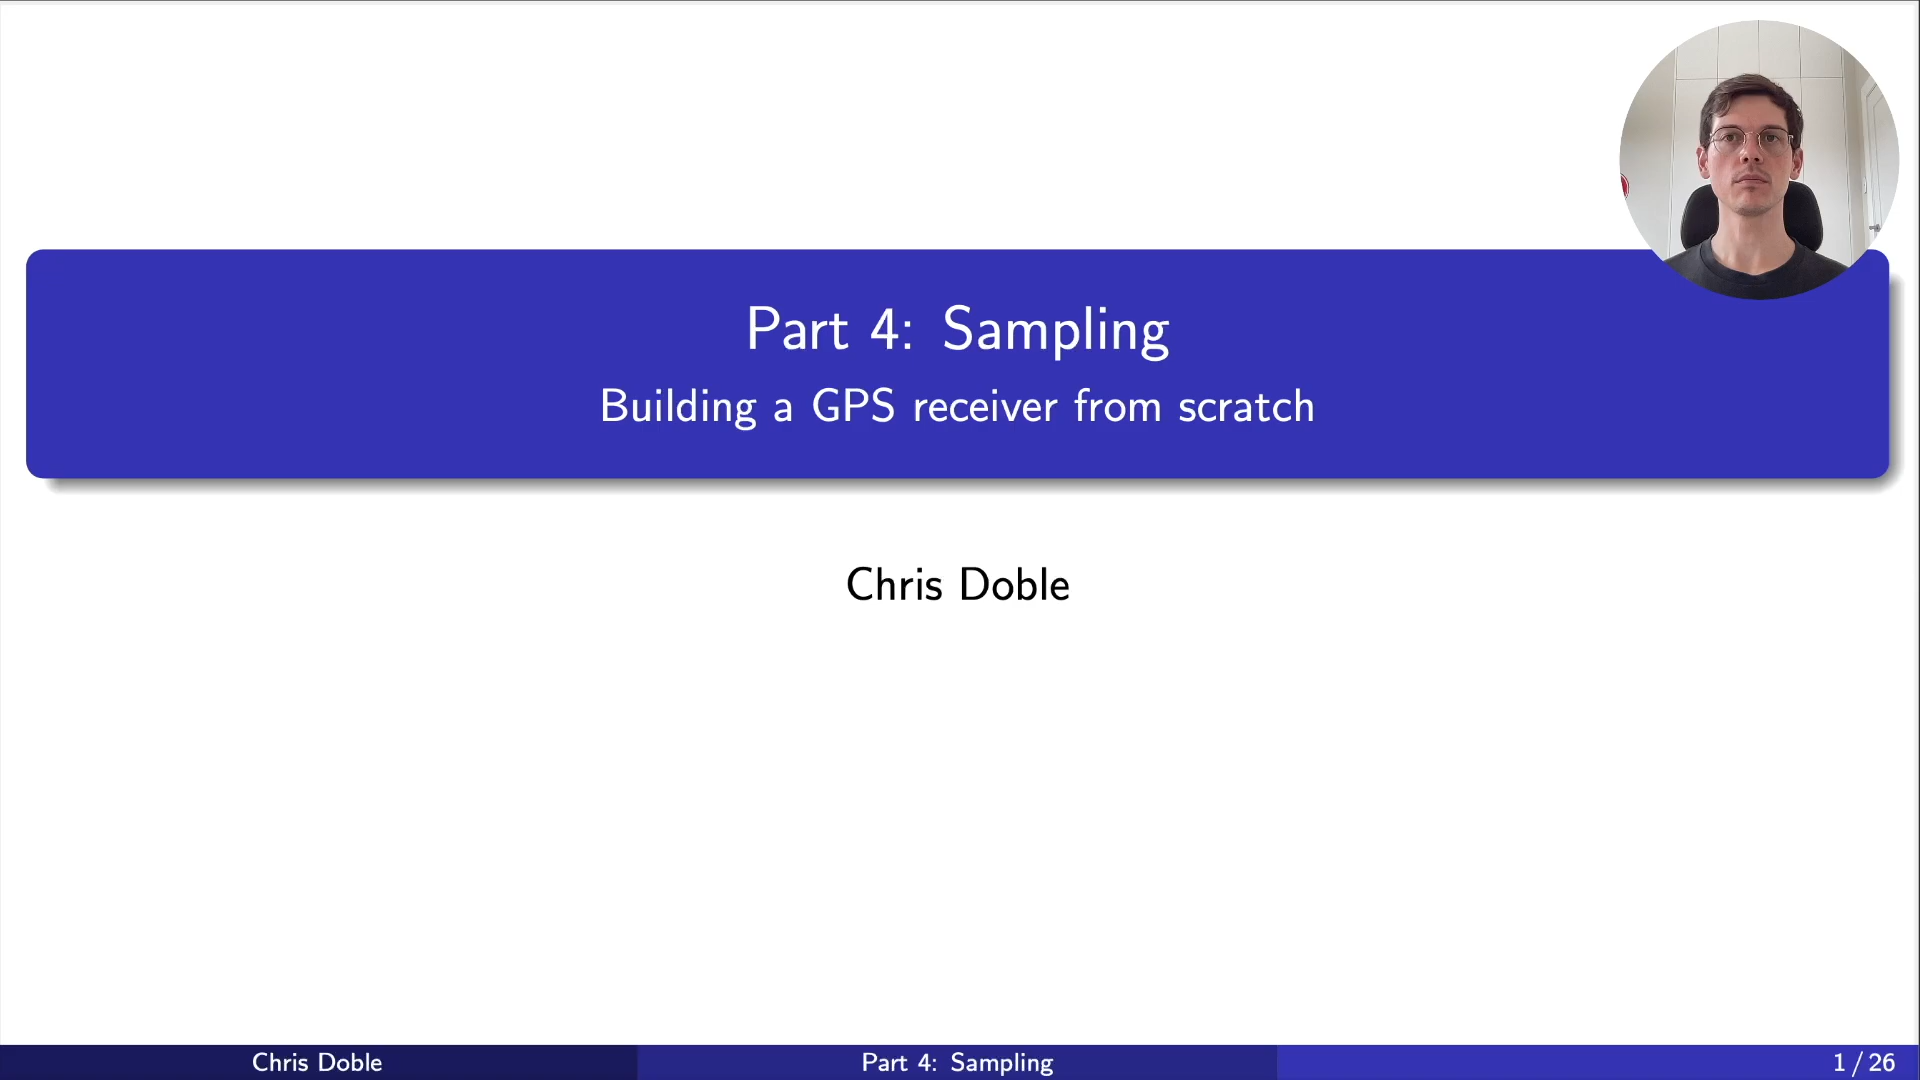 Part 4: Sampling
Building a GPS receiver from scratch
Chris Doble
Chris Doble
Part 4: Sampling
1 / 26